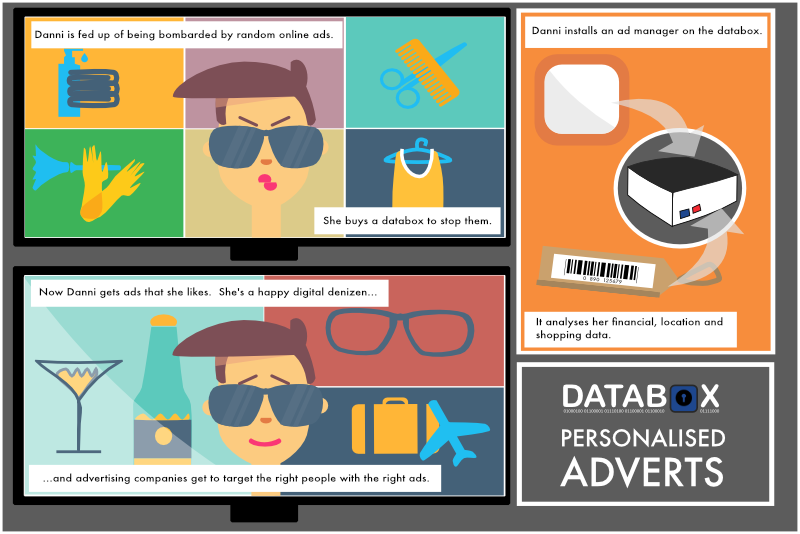 Danni is fed up of being bombarded by random online ads.
She buys a databox to stop them.
Danni installs an ad manager on the databox.
0 890 125679
It analyses her financial, location and
shopping data.
Now Danni gets ads that she likes. She's a happy digital denizen...
...and advertising companies get to target the right people with the right ads.
DATABOX
PERSONALISED
ADVERTS